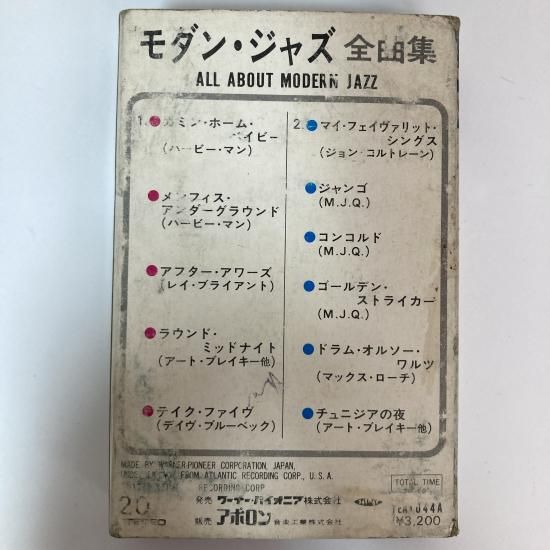 モダン・ジャズ 全曲集
ALL ABOUT MODERN JAZZ
1.
カミン・ホーム・
ベイビー
(ハービー・マン)
メンフィス・
アンダーグラウンド
(ハービー・マン)
アフター・アワーズ
(レイ・ブライアント)
ラウンド・
ミッドナイト
(アート・ブレイキー他)
テイク・ファイヴ
(デイヴ・ブルーベック)
2.
マイ・フェイヴァリット・
シングス
(ジョン・コルトレーン)
ジャンゴ
(M.J.Q.)
コンコルド
(M.J.Q.)
ゴールデン・
ストライカー
(M.J.Q.)
ドラム・オルソー・
ワルツ
(マックス・ローチ)
チュニジアの夜
(アート・ブレイキー他)
MADE BY WARNER-PIONEER CORPORATION, JAPAN,
FROM ATLANTIC RECORDING CORP., U.S.A.
RECORDING CORP
TOTAL TIME
20
STEREO
発売 ワーナー・パイオニア株式会社
販売 アポロン 音楽工業株式会社
044A
¥3,200